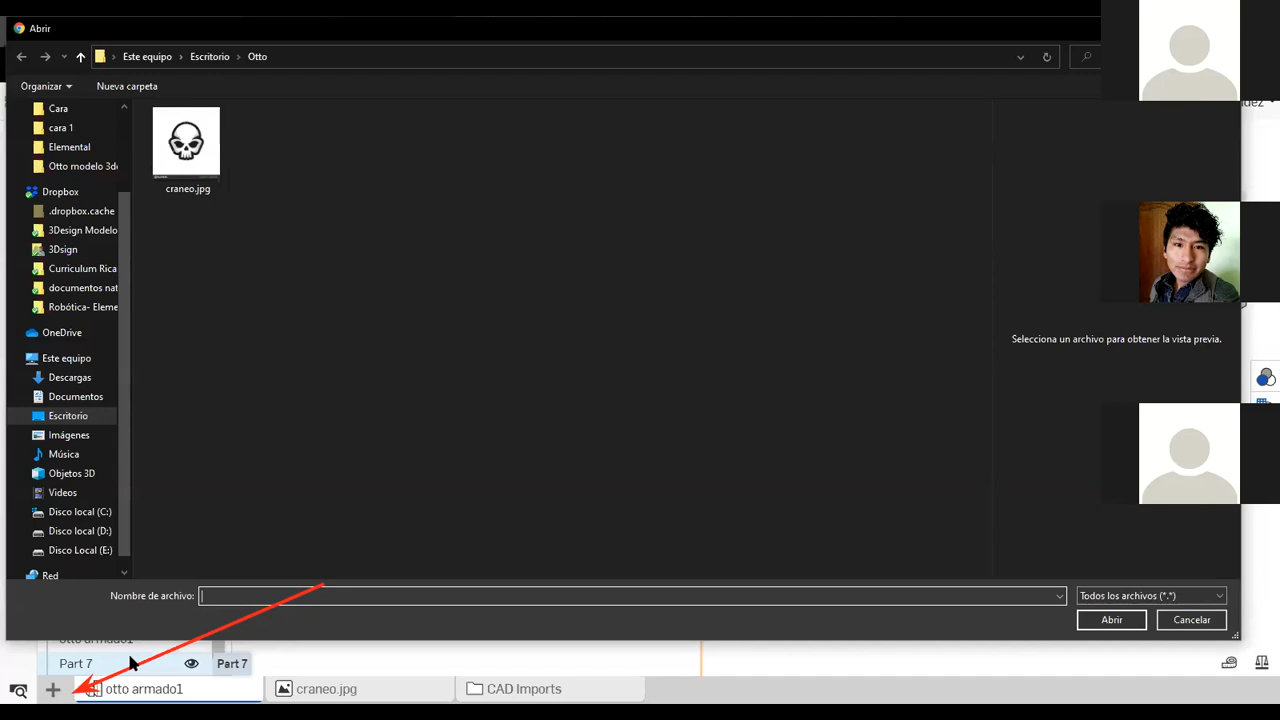 Abrir
Este equipo > Escritorio > Otto
Organizar
Nueva carpeta
Cara
cara 1
Elemental
Otto modelo 3d
Dropbox
.dropbox.cache
3Design Modelo
3Dsign
Curriculum Rica
documentos nat
Robótica- Eleme
OneDrive
Este equipo
Descargas
Documentos
Escritorio
Imágenes
Música
Objetos 3D
Videos
Disco local (C:)
Disco local (D:)
Disco Local (E:)
Red
craneo.jpg
dez
Selecciona un archivo para obtener la vista previa.
Nombre de archivo:
Todos los archivos (*.*)
Abrir
Cancelar
otto armado1
Part 7
Part 7
otto armado1
craneo.jpg
CAD Imports